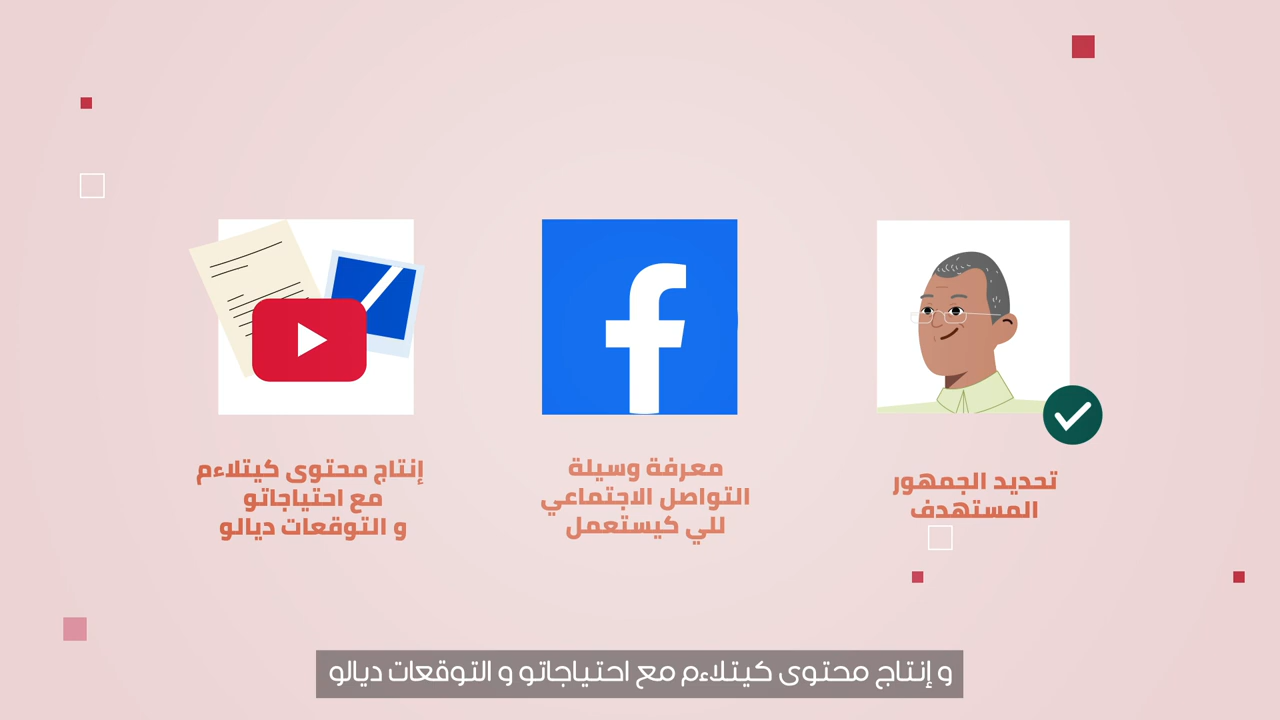 تحديد الجمهور
المستهدف
معرفة وسيلة
التواصل الاجتماعي
للي كيستعمل
إنتاج محتوى كيتلاءم
مع احتياجاتو
و التوقعات ديالو
و إنتاج محتوى كيتلاءم مع احتياجاتو و التوقعات ديالو